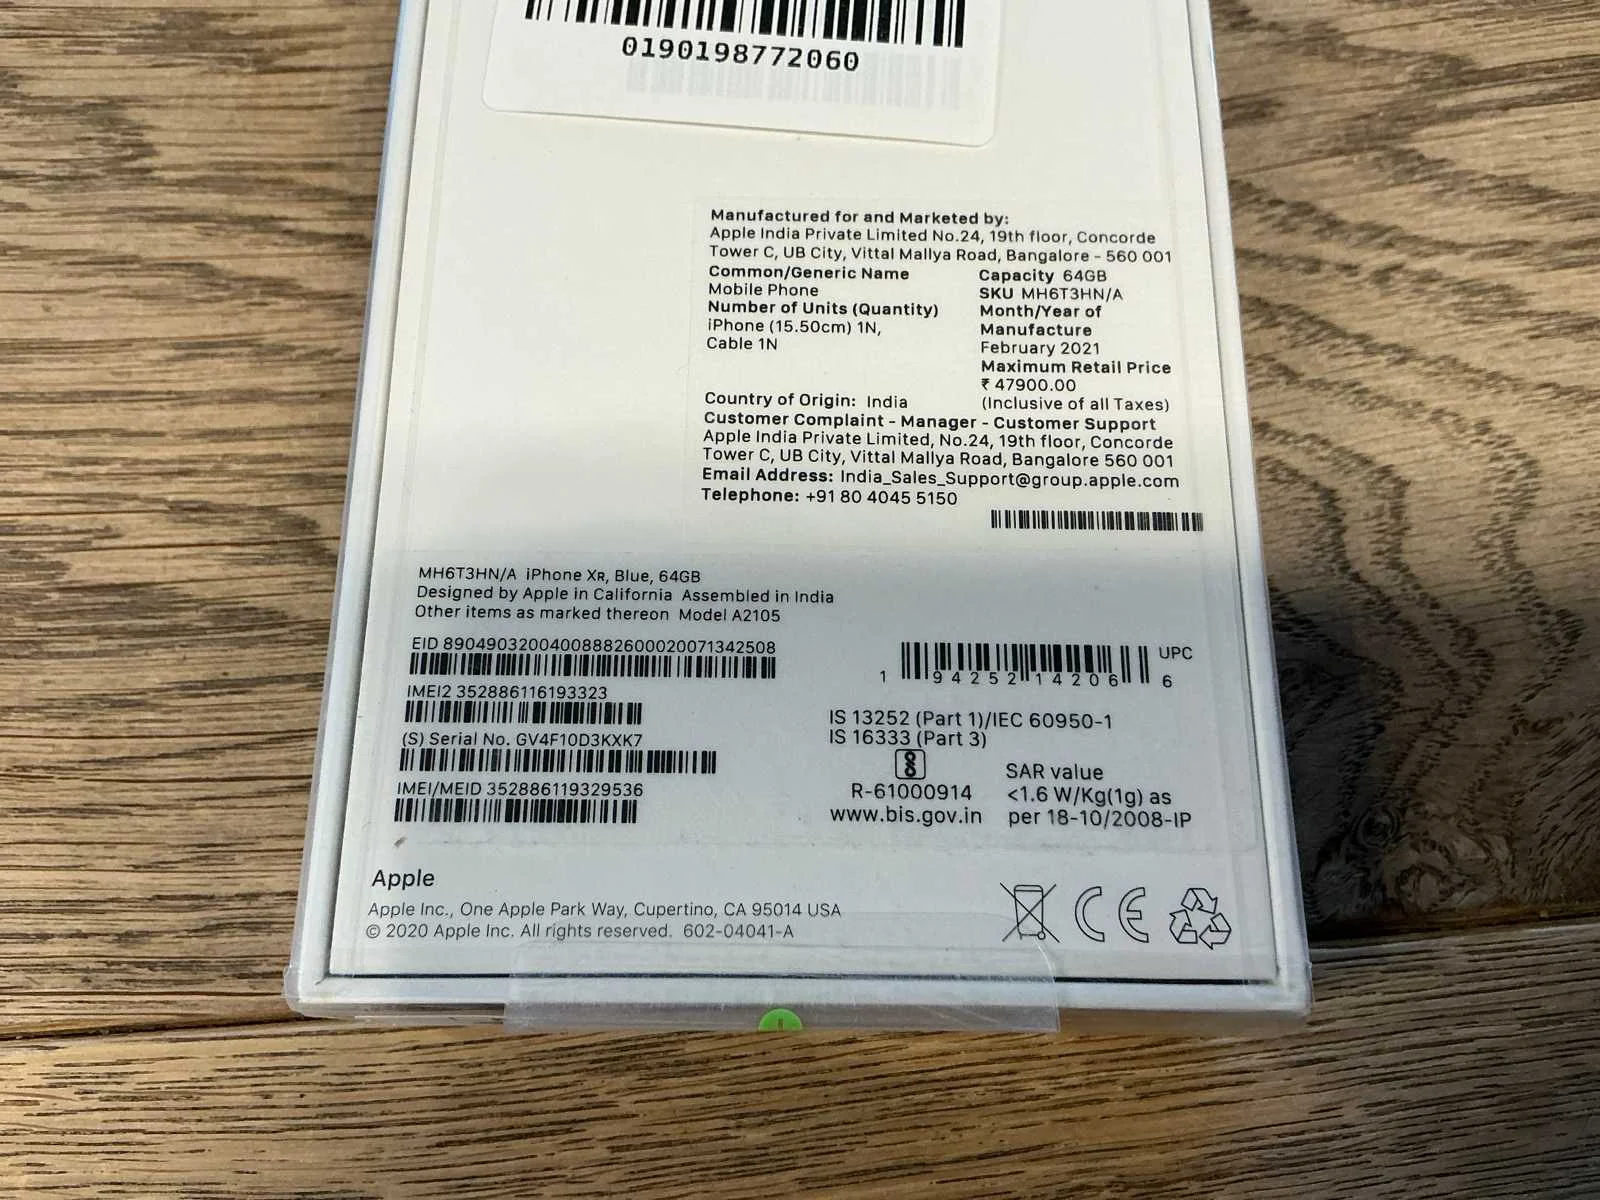 0190198772060
Manufactured for and Marketed by:
Apple India Private Limited No.24, 19th floor, Concorde
Tower C, UB City, Vittal Mallya Road, Bangalore - 560 001
Common/Generic Name
Mobile Phone
Number of Units (Quantity)
iPhone (15.50cm) 1N,
Cable 1N
Capacity 64GB
SKU MH6T3HN/A
Month/Year of
Manufacture
February 2021
Maximum Retail Price
₹ 47900.00
(Inclusive of all Taxes)
Country of Origin: India
Customer Complaint - Manager - Customer Support
Apple India Private Limited, No.24, 19th floor, Concorde
Tower C, UB City, Vittal Mallya Road, Bangalore 560 001
Email Address: India_Sales_Support@group.apple.com
Telephone: +91 80 4045 5150
MH6T3HN/A iPhone XR, Blue, 64GB
Designed by Apple in California Assembled in India
Other items as marked thereon Model A2105
EID 89049032004008882600020071342508
IMEI2 352886116193323
(S) Serial No. GV4F10D3KXK7
IMEI/MEID 352886119329536
UPC
1 94252 14206 6
IS 13252 (Part 1)/IEC 60950-1
IS 16333 (Part 3)
R-61000914
www.bis.gov.in
SAR value
<1.6 W/Kg(1g) as
per 18-10/2008-IP
Apple
Apple Inc., One Apple Park Way, Cupertino, CA 95014 USA
© 2020 Apple Inc. All rights reserved. 602-04041-A
CE